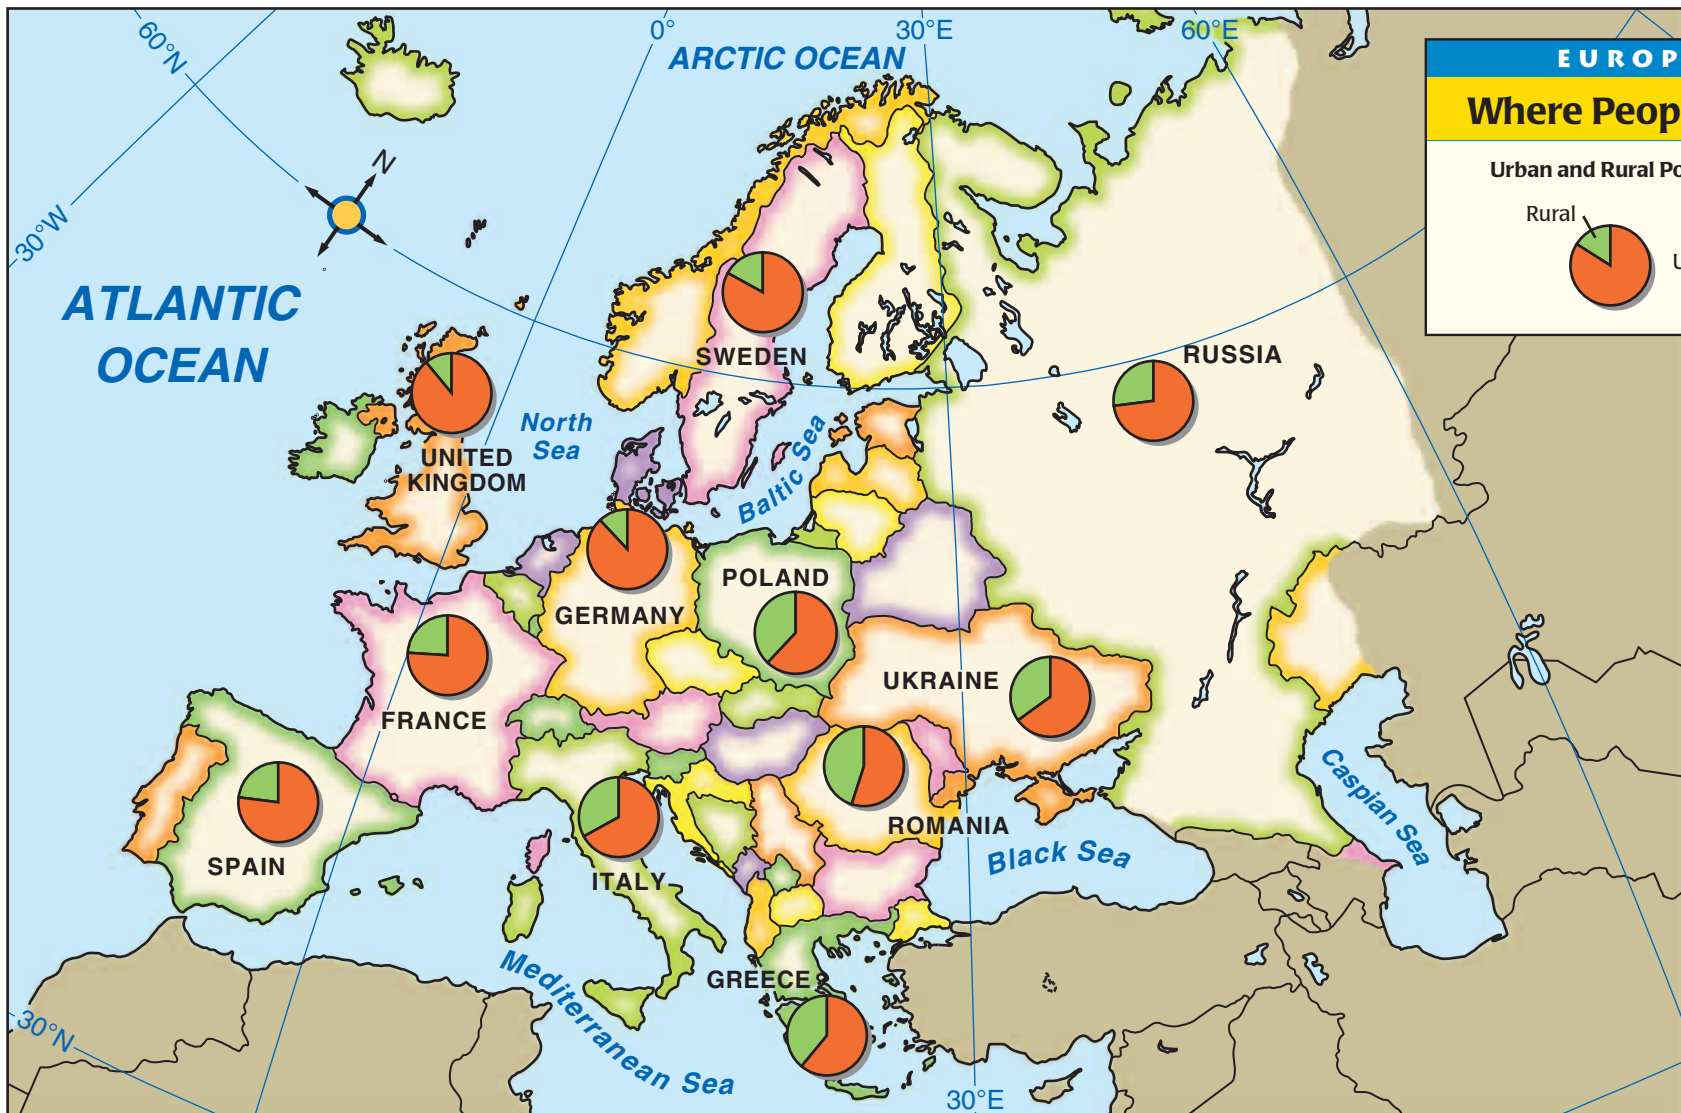 60°N
0°
30°E
60°E
ARCTIC OCEAN
EUROP
Where Peop
Urban and Rural Po
Rural
U
N
30°W
ATLANTIC
OCEAN
SWEDEN
RUSSIA
North
Sea
UNITED
KINGDOM
Baltic Sea
POLAND
GERMANY
UKRAINE
FRANCE
Caspian Sea
ROMANIA
Black Sea
SPAIN
ITALY
GREECE
Mediterranean Sea
30°N
30°E